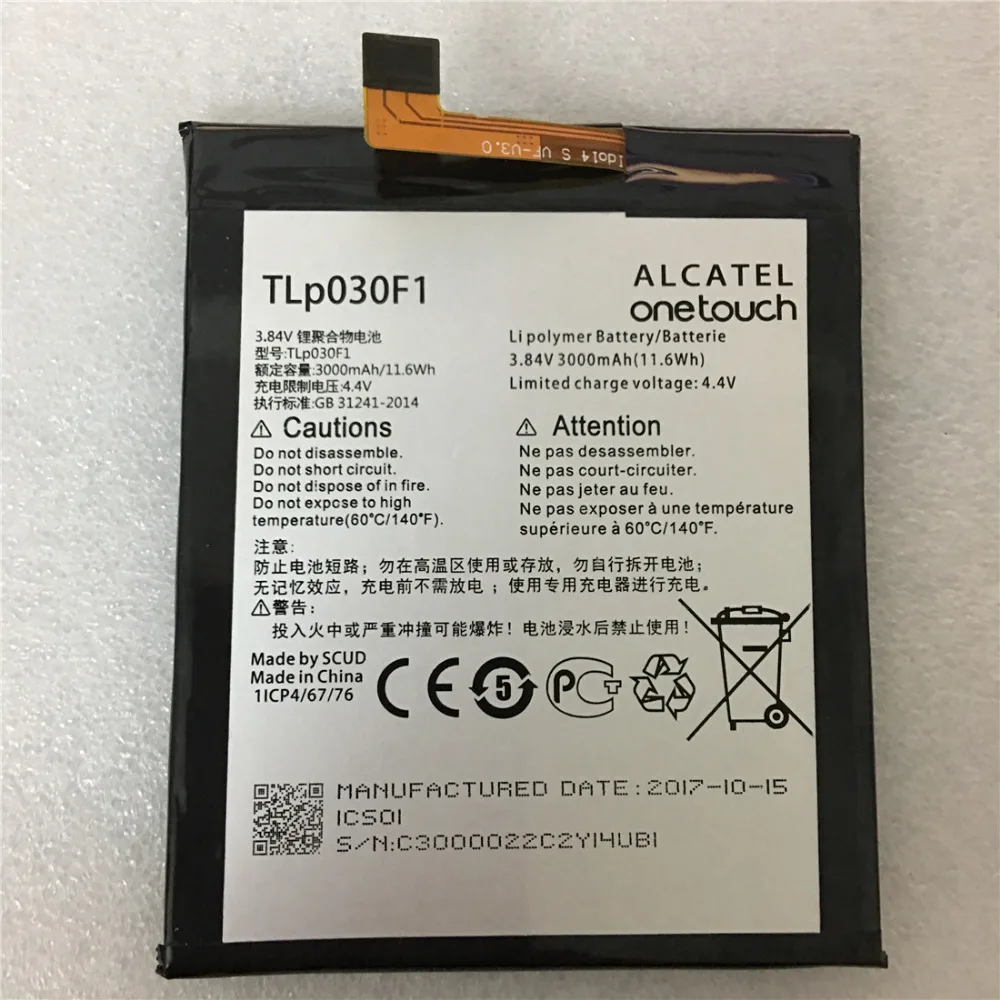 Idol4 S VF-V3.0
TLp030F1
ALCATEL
onetouch
3.84V 锂聚合物电池
型号:TLp030F1
额定容量:3000mAh/11.6Wh
充电限制电压:4.4V
执行标准:GB 31241-2014
Li polymer Battery/Batterie
3.84V 3000mAh(11.6Wh)
Limited charge voltage: 4.4V
⚠ Cautions
Do not disassemble.
Do not short circuit.
Do not dispose of in fire.
Do not expcse to high
temperature(60°C/140°F).
⚠ Attention
Ne pas desassembler.
Ne pas court-circuiter.
Ne pas jeter au feu.
Ne pas exposer à une température
supérieure à 60°C/140°F.
注意:
防止电池短路；勿在高温区使用或存放，勿自行拆开电池；
无记忆效应，充电前不需放电；使用专用充电器进行充电。
⚠警告:
投入火中或严重冲撞可能爆炸！电池浸水后禁止使用！
Made by SCUD
Made in China
1ICP4/67/76
CE
5
PCT
MANUFACTURED DATE:2017-10-15
ICS01
S/N:C3000022C2Y14UB1